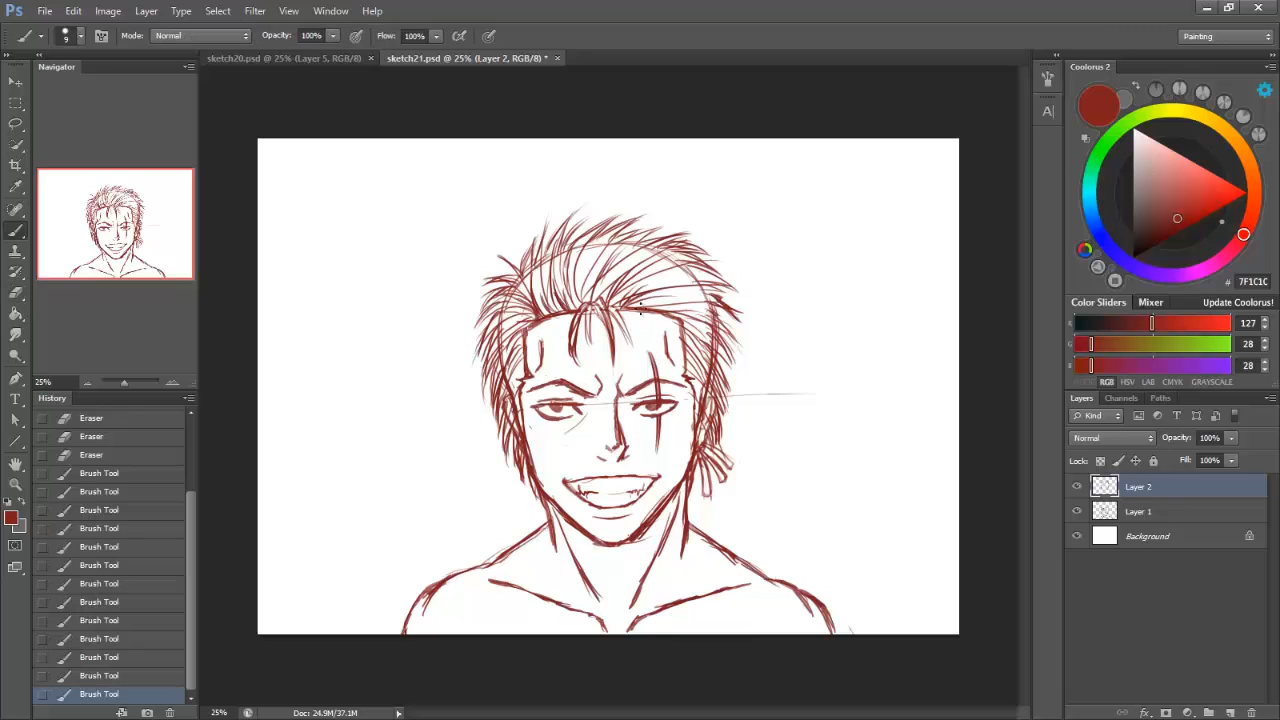 Ps File Edit Image Layer Type Select Filter View Window Help
9 Mode: Normal Opacity: 100% Flow: 100% Painting
sketch20.psd @ 25% (Layer 5, RGB/8) × sketch21.psd @ 25% (Layer 2, RGB/8) * ×
Navigator
25%
History
Eraser
Eraser
Eraser
Brush Tool
Brush Tool
Brush Tool
Brush Tool
Brush Tool
Brush Tool
Brush Tool
Brush Tool
Brush Tool
Brush Tool
Brush Tool
Brush Tool
Brush Tool
25% Doc: 24.9M/37.1M
Coolorus 2
# 7F1C1C
Color Sliders Mixer Update Coolorus!
127
G 28
B 28
RGB HSV LAB CMYK GRAYSCALE
Layers Channels Paths
Kind
Normal Opacity: 100%
Lock: Fill: 100%
Layer 2
Layer 1
Background